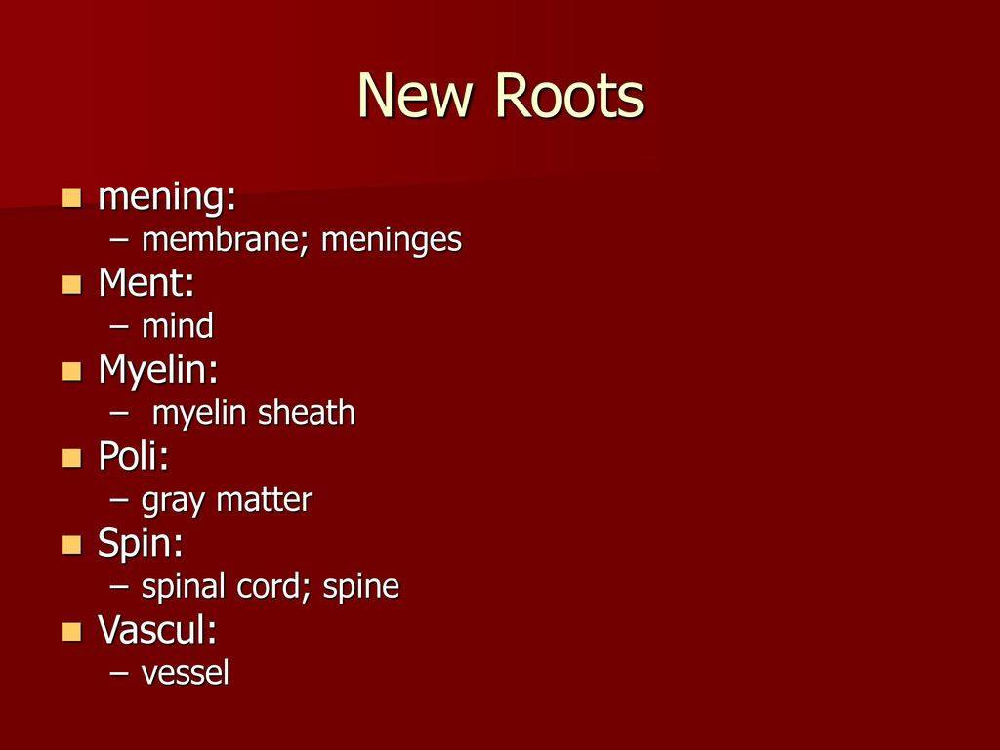 New Roots
mening:
– membrane; meninges
Ment:
– mind
Myelin:
– myelin sheath
Poli:
– gray matter
Spin:
– spinal cord; spine
Vascul:
– vessel